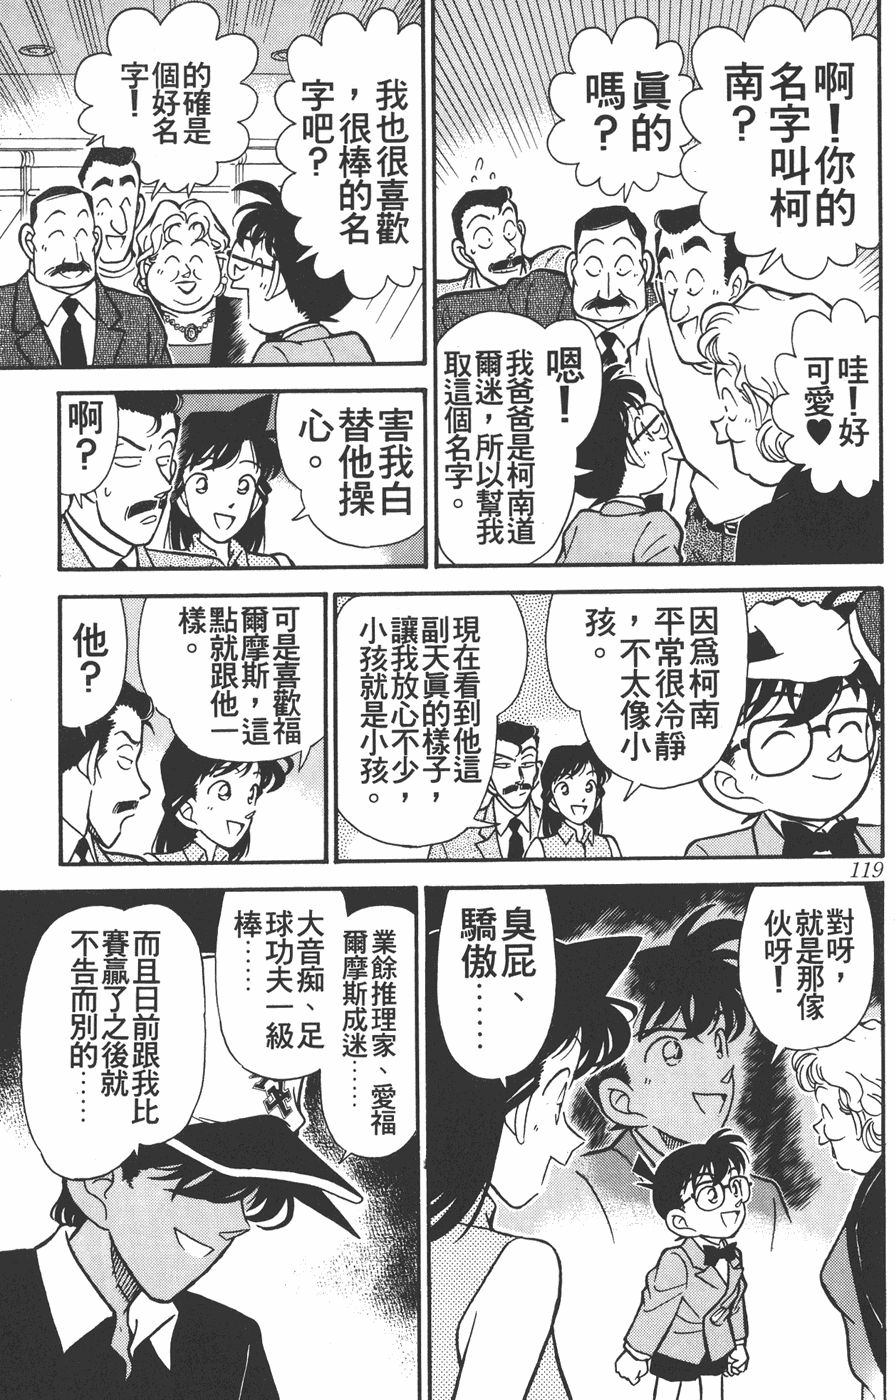 啊！你的
名字叫柯
南？
眞的
嗎？
哇！好
可愛♥
嗯！
我爸爸是柯南道
爾迷，所以幫我
取這個名字。
我也很喜歡
，很棒的名
字吧？
的確是
個好名
字！
害我白
替他操
心。
啊？
因爲柯南
平常很冷靜
，不太像小
孩。
現在看到他這
副天眞的樣子，
讓我放心不少，
小孩就是小孩。
可是喜歡福
爾摩斯，這
點就跟他一
樣。
他？
119
對呀，
就是那傢
伙呀！
臭屁、
驕傲……
業餘推理家、愛福
爾摩斯成迷……
大音痴、足
球功夫一級
棒……
而且日前跟我比
賽贏了之後就
不告而別的……